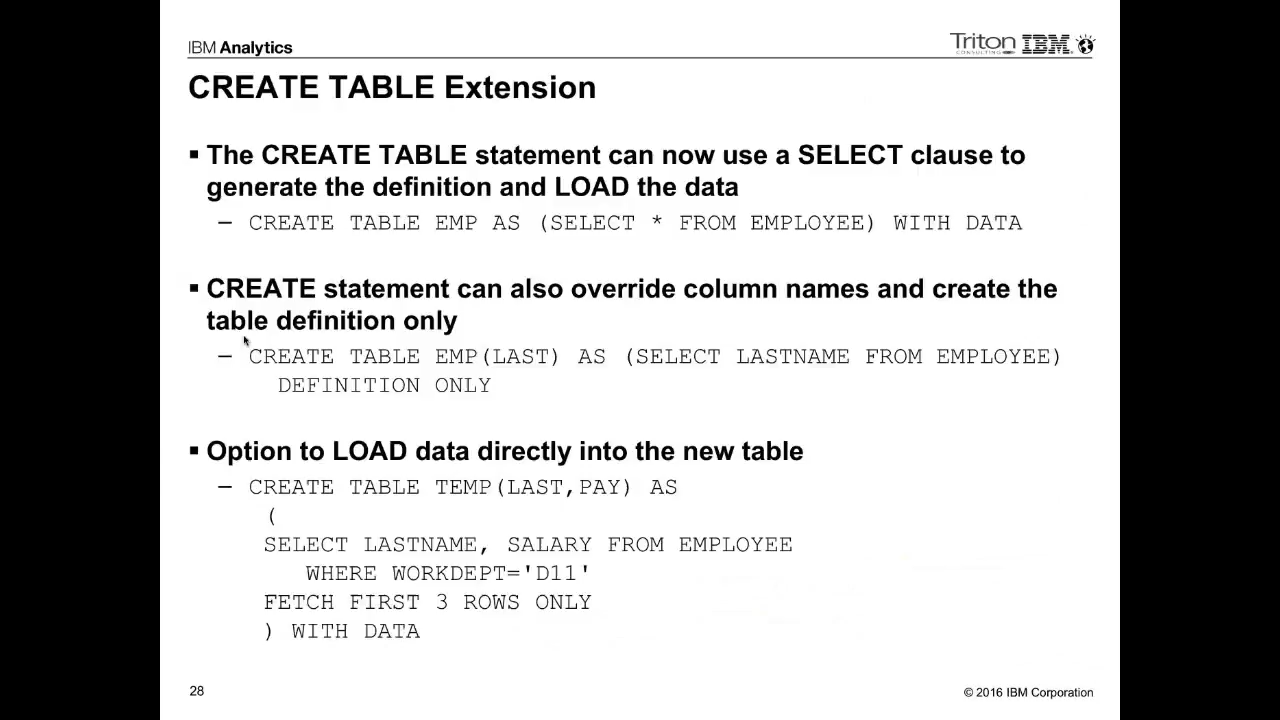 IBM Analytics
Triton IBM
CONSULTING
CREATE TABLE Extension
▪ The CREATE TABLE statement can now use a SELECT clause to
generate the definition and LOAD the data
– CREATE TABLE EMP AS (SELECT * FROM EMPLOYEE) WITH DATA
▪ CREATE statement can also override column names and create the
table definition only
– CREATE TABLE EMP(LAST) AS (SELECT LASTNAME FROM EMPLOYEE)
DEFINITION ONLY
▪ Option to LOAD data directly into the new table
– CREATE TABLE TEMP(LAST,PAY) AS
(
SELECT LASTNAME, SALARY FROM EMPLOYEE
WHERE WORKDEPT='D11'
FETCH FIRST 3 ROWS ONLY
) WITH DATA
28
© 2016 IBM Corporation